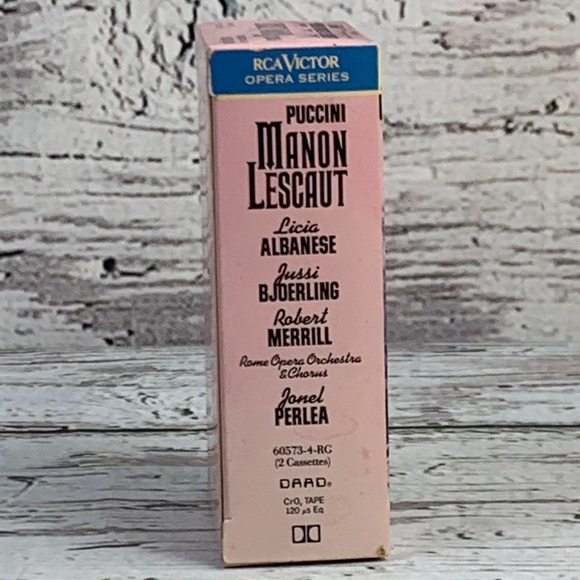 RCA VICTOR
OPERA SERIES
PUCCINI
MANON
LESCAUT
Licia
ALBANESE
Jussi
BJOERLING
Robert
MERRILL
Rome Opera Orchestra
& Chorus
Jonel
PERLEA
60573-4-RG
(2 Cassettes)
DAAD®
CrO₂ TAPE
120 µs Eq